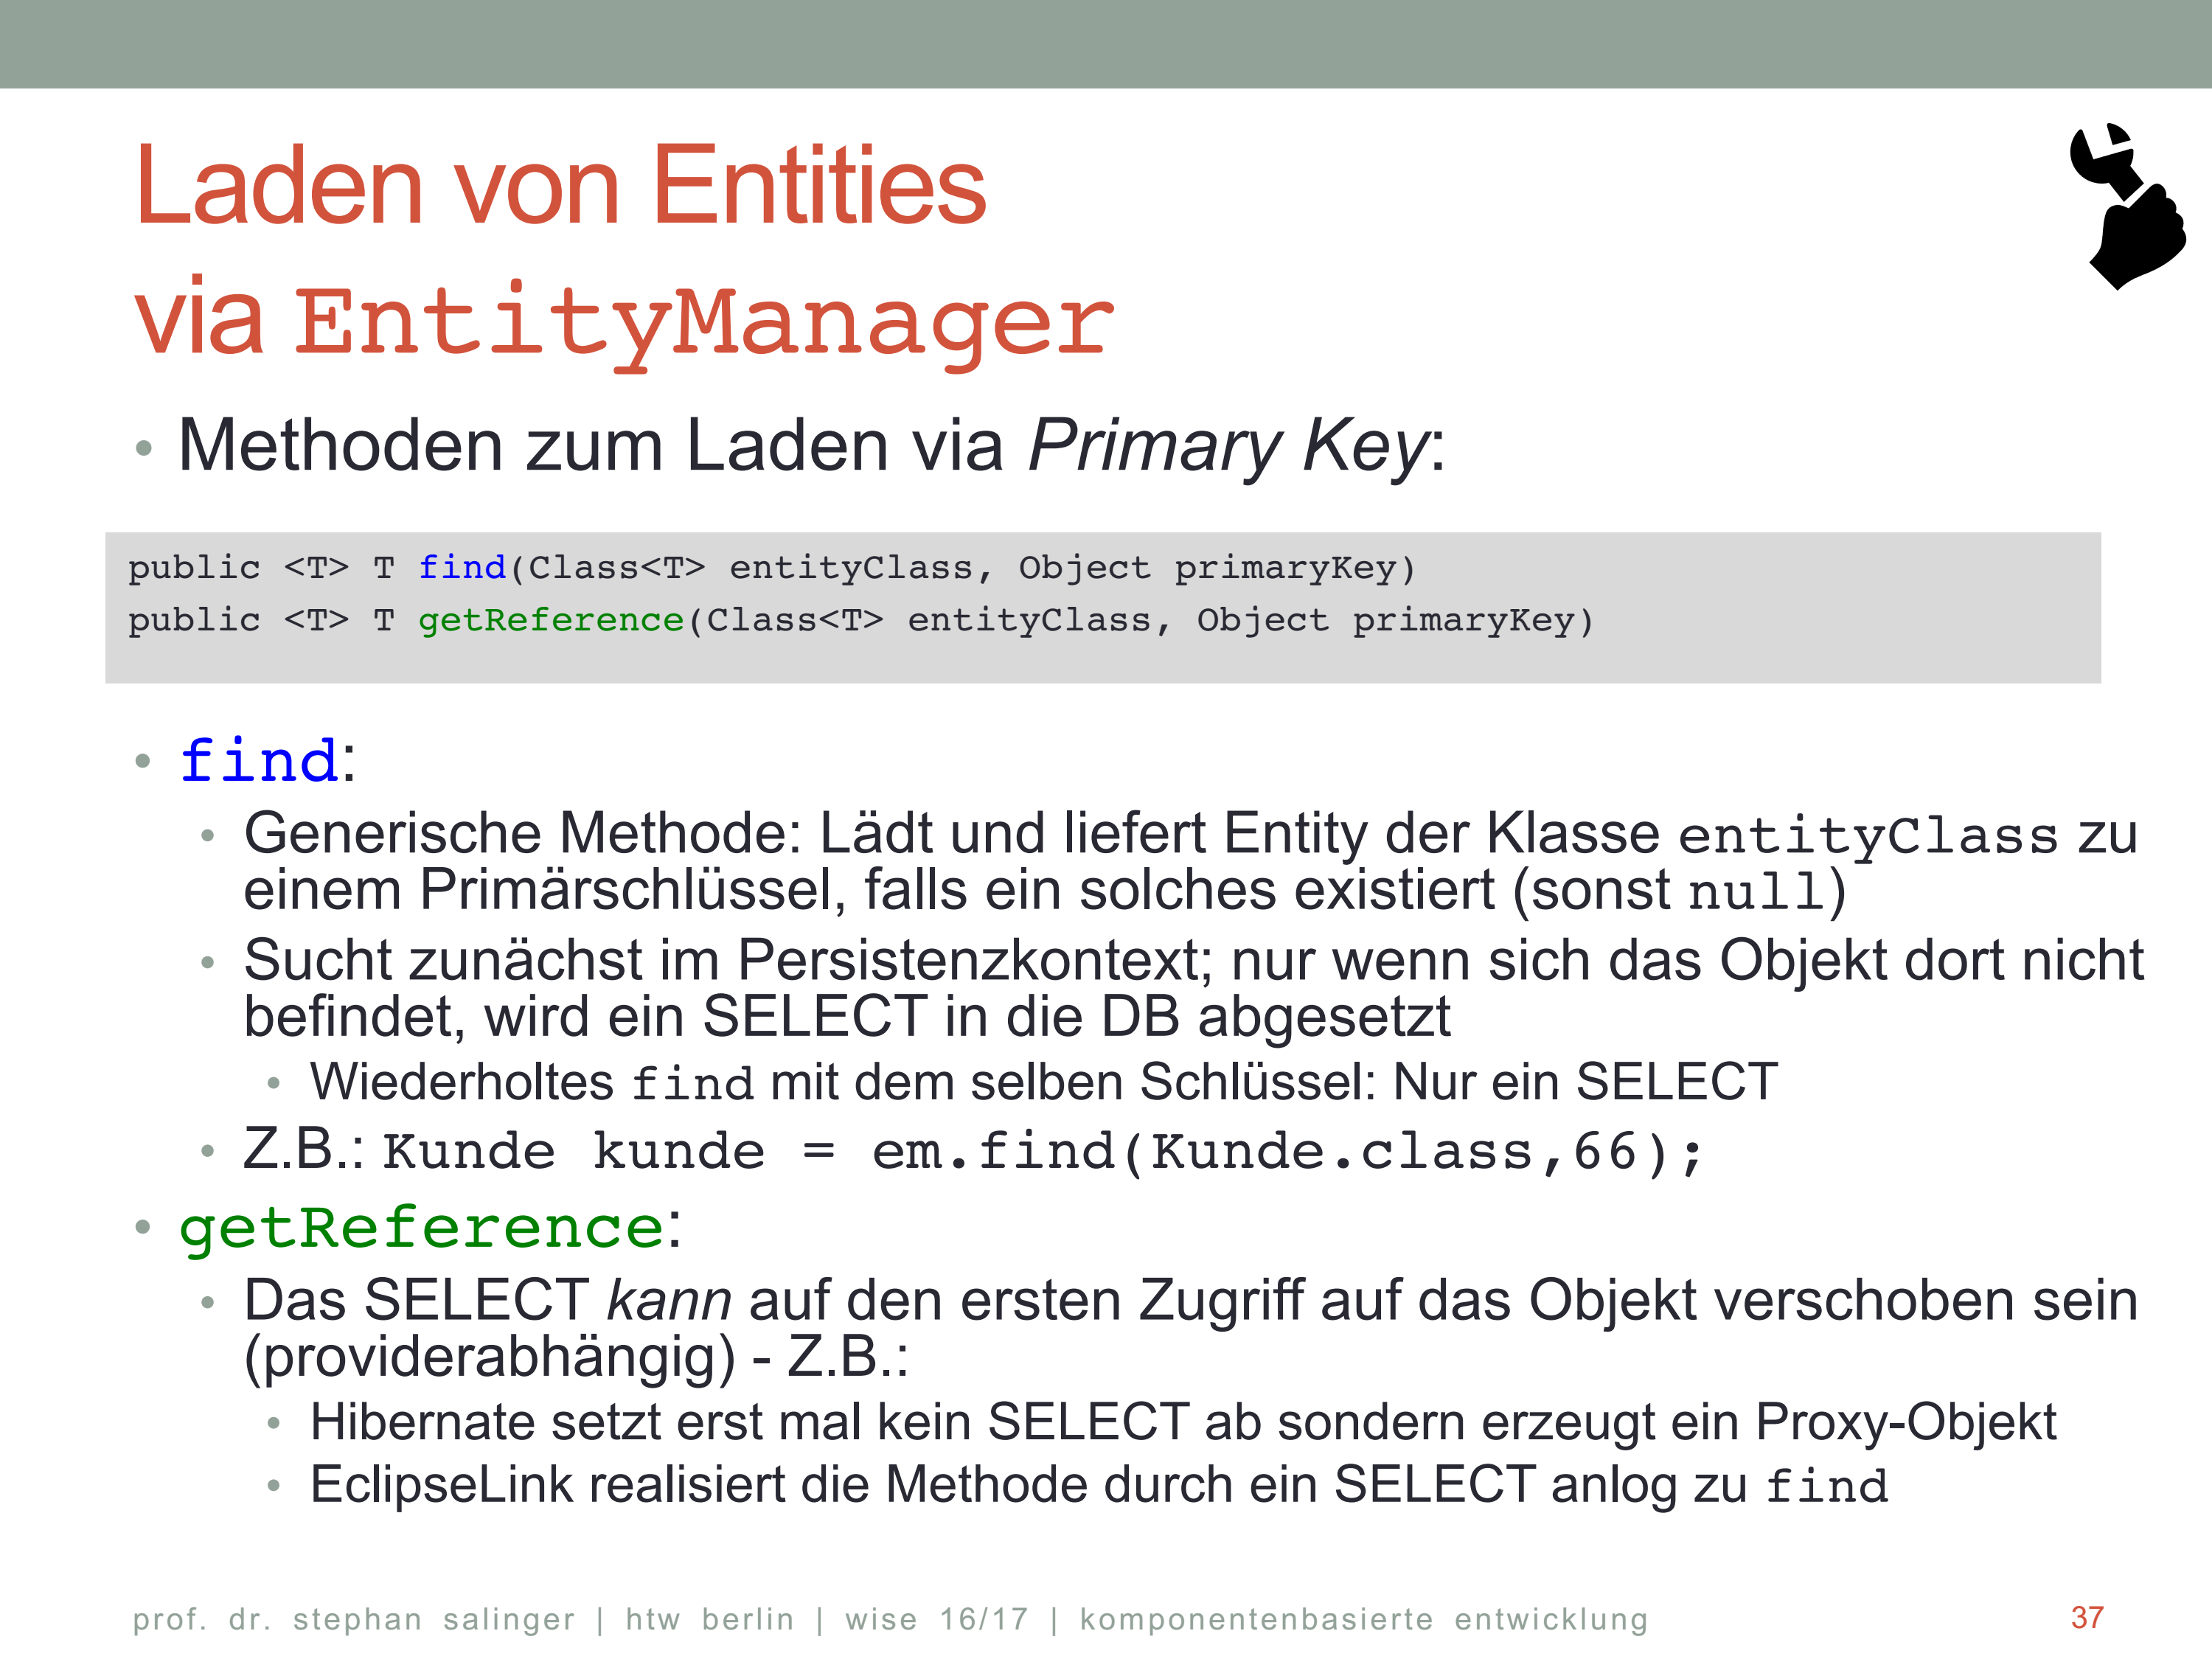 Laden von Entities
via EntityManager
• Methoden zum Laden via Primary Key:
public <T> T find(Class<T> entityClass, Object primaryKey)
public <T> T getReference(Class<T> entityClass, Object primaryKey)
• find:
• Generische Methode: Lädt und liefert Entity der Klasse entityClass zu
einem Primärschlüssel, falls ein solches existiert (sonst null)
• Sucht zunächst im Persistenzkontext; nur wenn sich das Objekt dort nicht
befindet, wird ein SELECT in die DB abgesetzt
• Wiederholtes find mit dem selben Schlüssel: Nur ein SELECT
• Z.B.: Kunde kunde = em.find(Kunde.class,66);
• getReference:
• Das SELECT kann auf den ersten Zugriff auf das Objekt verschoben sein
(providerabhängig) - Z.B.:
• Hibernate setzt erst mal kein SELECT ab sondern erzeugt ein Proxy-Objekt
• EclipseLink realisiert die Methode durch ein SELECT anlog zu find
prof. dr. stephan salinger | htw berlin | wise 16/17 | komponentenbasierte entwicklung
37